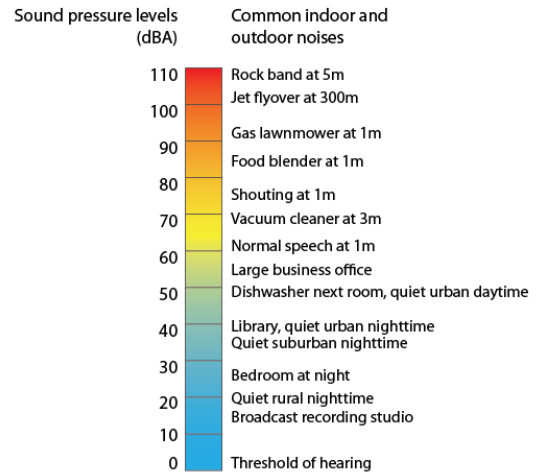 Sound pressure levels
(dBA)
Common indoor and
outdoor noises
110
Rock band at 5m
Jet flyover at 300m
100
Gas lawnmower at 1m
90
Food blender at 1m
80
Shouting at 1m
70
Vacuum cleaner at 3m
Normal speech at 1m
60
Large business office
50
Dishwasher next room, quiet urban daytime
40
Library, quiet urban nighttime
Quiet suburban nighttime
30
Bedroom at night
20
Quiet rural nighttime
Broadcast recording studio
10
0
Threshold of hearing